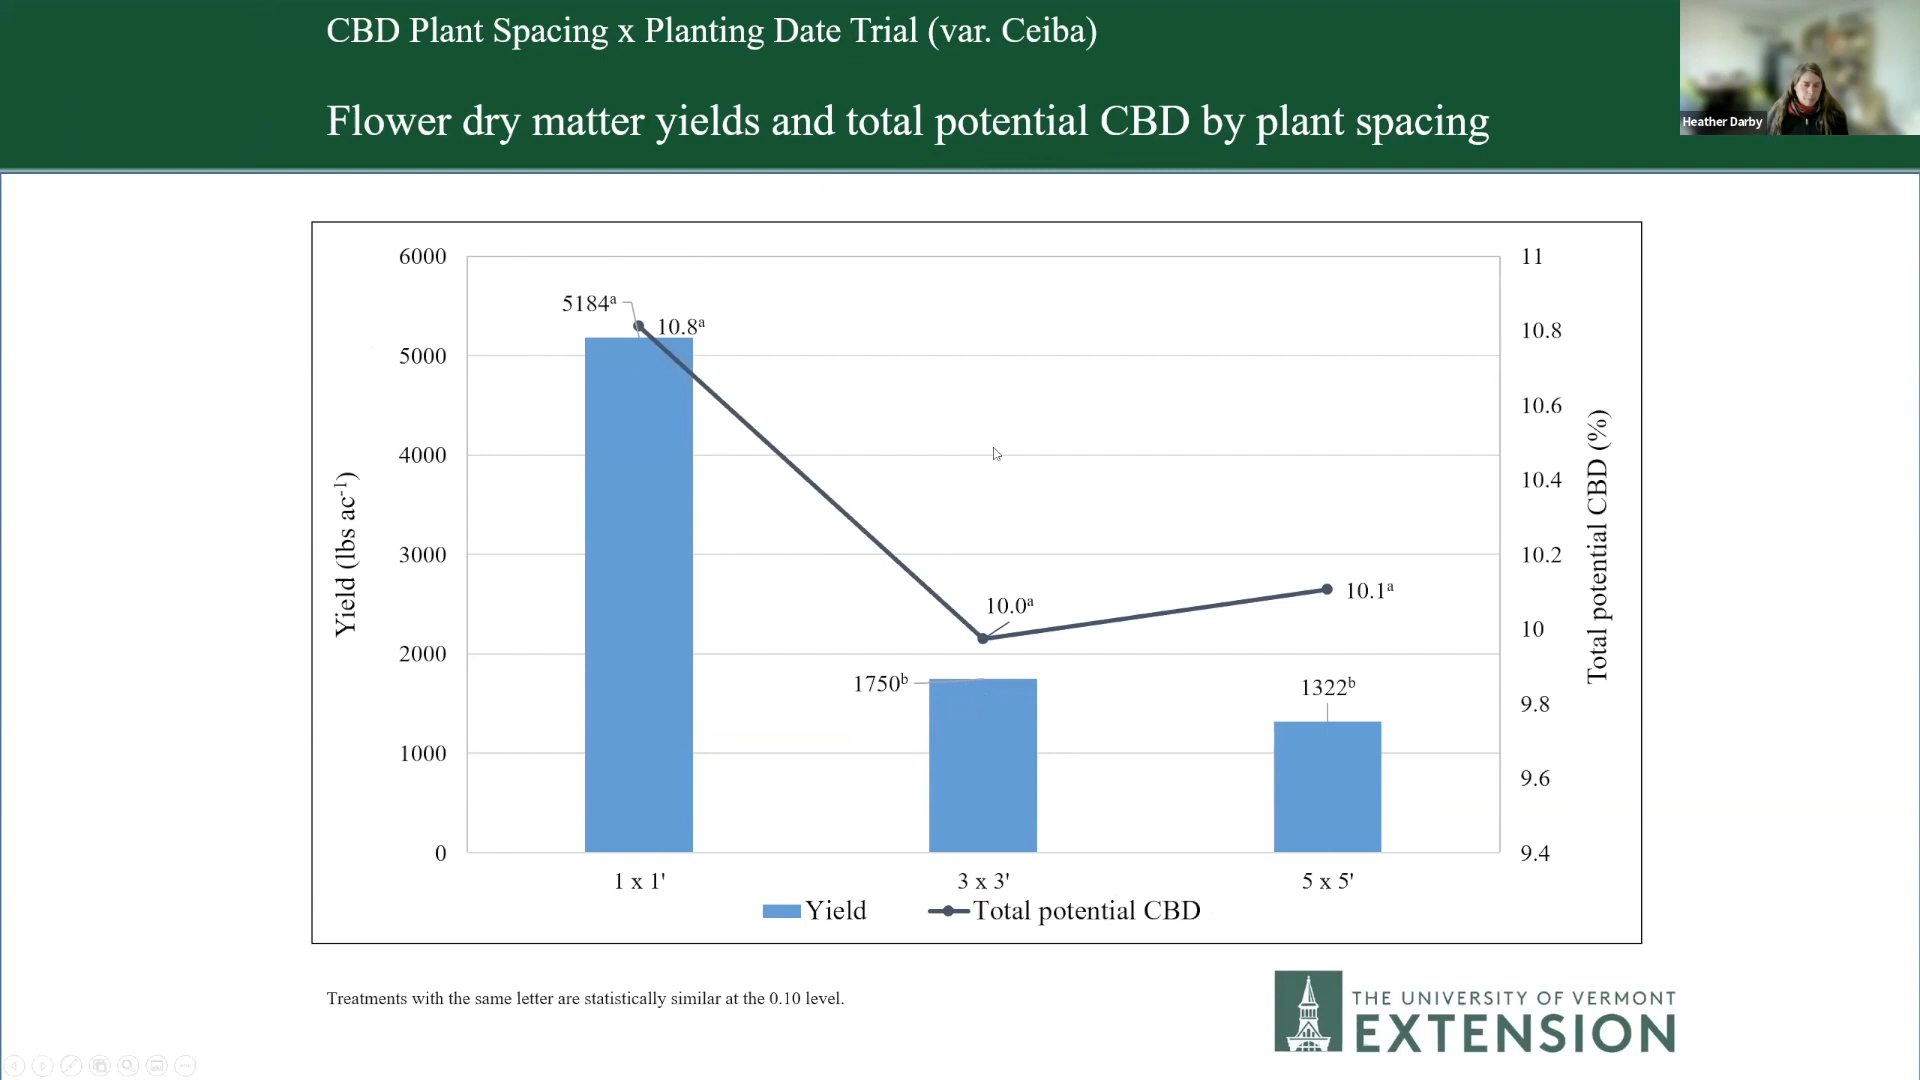 CBD Plant Spacing x Planting Date Trial (var. Ceiba)
Flower dry matter yields and total potential CBD by plant spacing
Heather Darby
6000
5000
4000
3000
2000
1000
0
Yield (lbs ac⁻¹)
5184ᵃ
10.8ᵃ
10.0ᵃ
10.1ᵃ
1750ᵇ
1322ᵇ
11
10.8
10.6
10.4
10.2
10
9.8
9.6
9.4
Total potential CBD (%)
1 x 1'
3 x 3'
5 x 5'
Yield
Total potential CBD
Treatments with the same letter are statistically similar at the 0.10 level.
THE UNIVERSITY OF VERMONT
EXTENSION